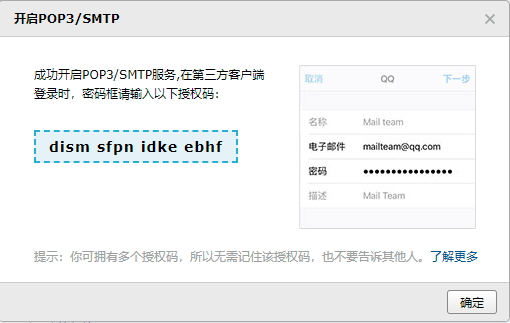 开启POP3/SMTP
成功开启POP3/SMTP服务,在第三方客户端
登录时，密码框请输入以下授权码：
dism sfpn idke ebhf
取消 QQ 下一步
名称 Mail team
电子邮件 mailteam@qq.com
密码 ●●●●●●●●●●●●●●●●
描述 Mail Team
提示：你可拥有多个授权码，所以无需记住该授权码，也不要告诉其他人。了解更多
确定